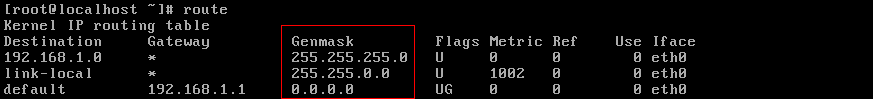 [root@localhost ~]# route
Kernel IP routing table
Destination     Gateway         Genmask         Flags Metric Ref    Use Iface
192.168.1.0     *               255.255.255.0   U     0      0        0 eth0
link-local      *               255.255.0.0     U     1002   0        0 eth0
default         192.168.1.1     0.0.0.0         UG    0      0        0 eth0